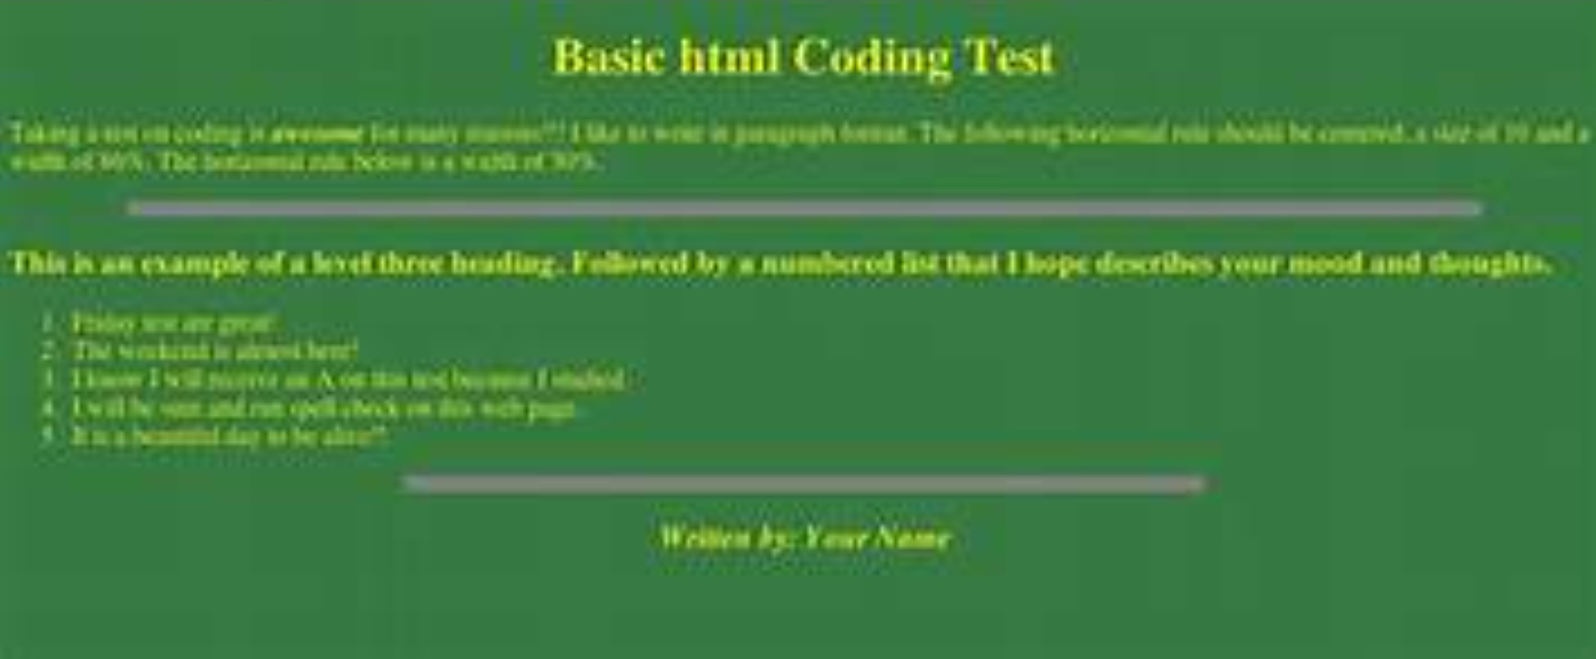 Basic html Coding Test
Taking a test on coding is awesome for many reasons!!! I like to write in paragraph format. The following horizontal rule should be centered, a size of 10 and a
width of %. The horizontal rule below is a width of %.
This is an example of a level three heading. Followed by a numbered list that I hope describes your mood and thoughts.
1. Friday test are great!
2. The weekend is almost here!
3. I know I will receive an A on this test because I studied.
4. I will be sure and run spell check on this web page.
5. It is a beautiful day to be alive!!
Written by: Your Name